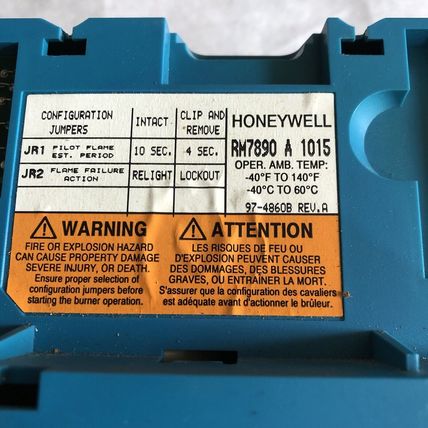 CONFIGURATION JUMPERS
INTACT
CLIP AND REMOVE
JR1 PILOT FLAME EST. PERIOD
10 SEC.
4 SEC.
JR2 FLAME FAILURE ACTION
RELIGHT
LOCKOUT
HONEYWELL
RM7890 A 1015
OPER. AMB. TEMP:
-40°F TO 140°F
-40°C TO 60°C
97-4860B REV.A
WARNING
FIRE OR EXPLOSION HAZARD
CAN CAUSE PROPERTY DAMAGE
SEVERE INJURY, OR DEATH.
Ensure proper selection of
configuration jumpers before
starting the burner operation.
ATTENTION
LES RISQUES DE FEU OU
D'EXPLOSION PEUVENT CAUSER
DES DOMMAGES, DES BLESSURES
GRAVES, OU ENTRAÎNER LA MORT.
S'assurer que la configuration des cavaliers
est adéquate avant d'actionner le brûleur.